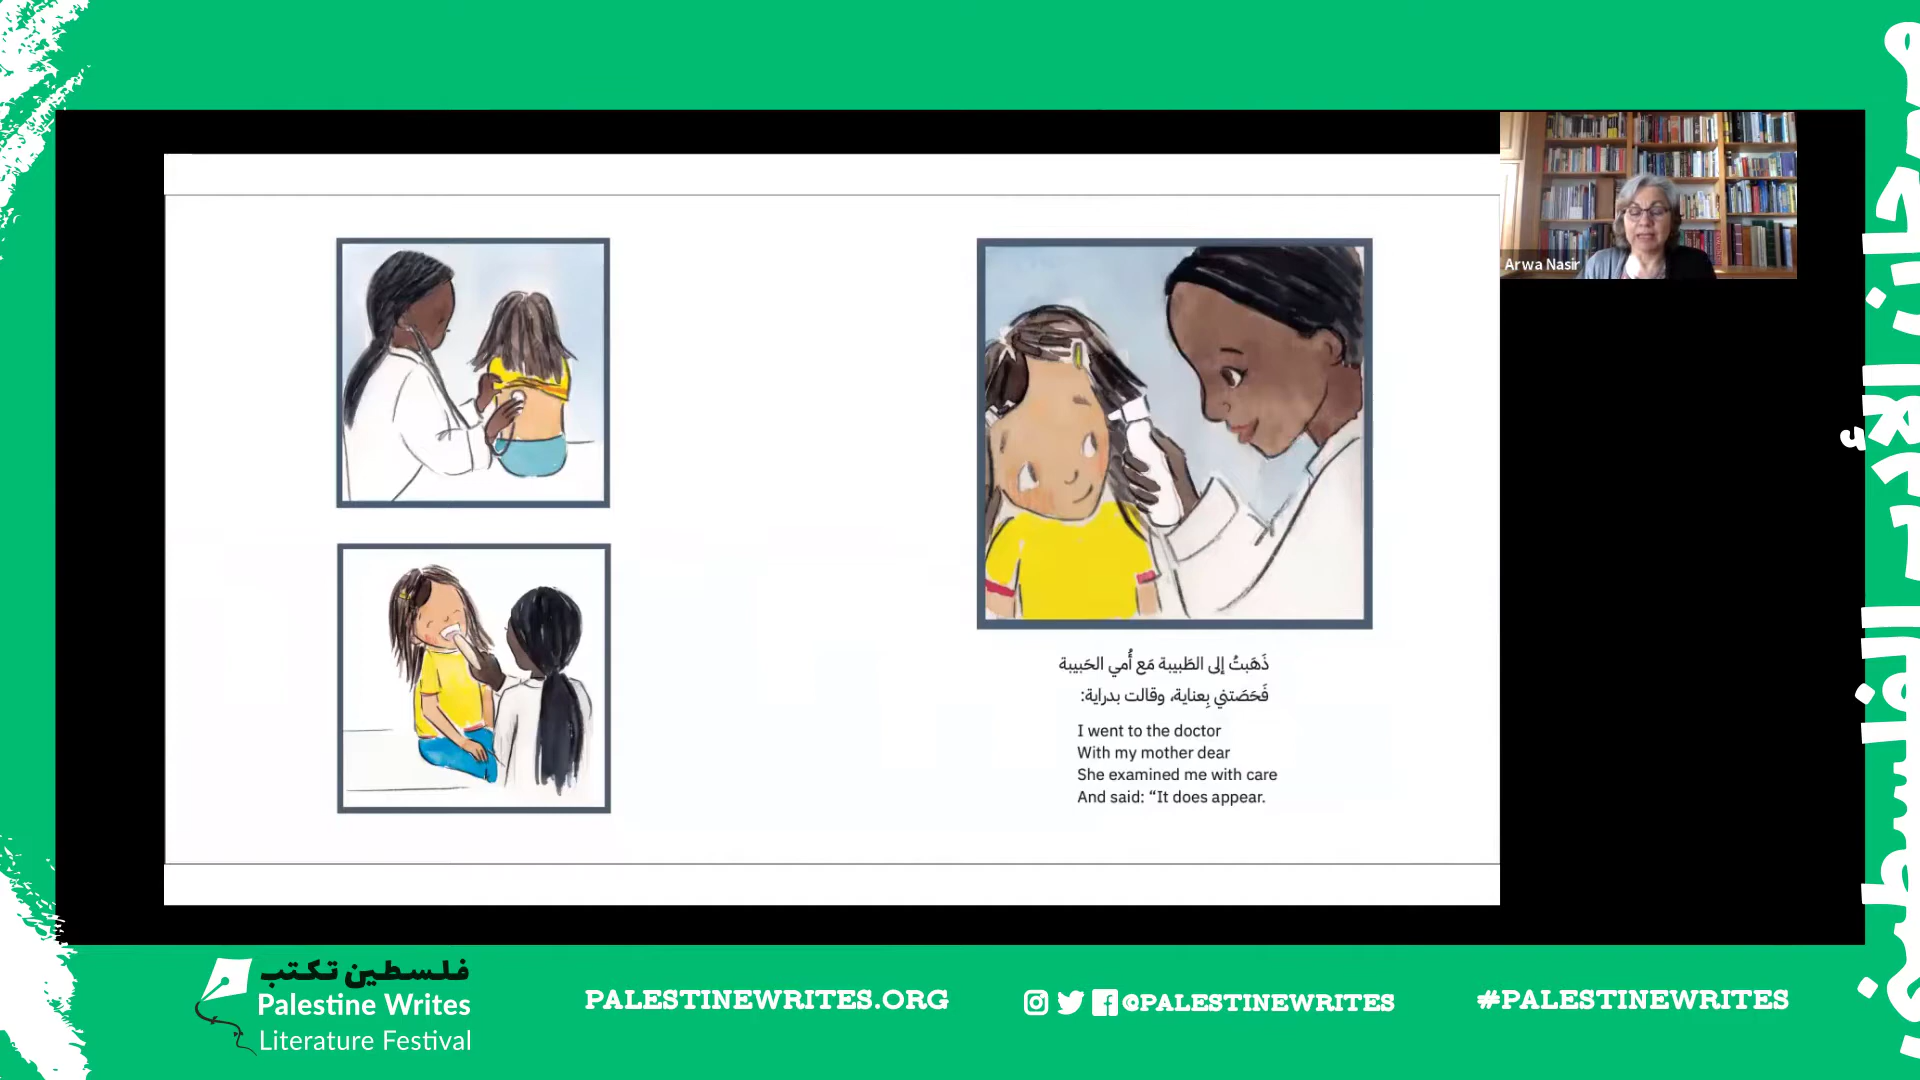 Arwa Nasir
ذَهَبتُ إلى الطَبيبة مَع أُمي الحَبيبة
فَحَصَتني بِعناية، وقالت بدراية:
I went to the doctor
With my mother dear
She examined me with care
And said: “It does appear.
فلسطين تكتب
Palestine Writes
Literature Festival
PALESTINEWRITES.ORG
@PALESTINEWRITES
#PALESTINEWRITES